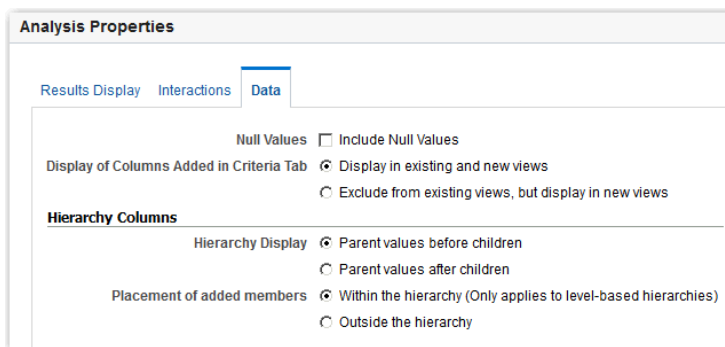 Analysis Properties
Results Display Interactions Data
Null Values Include Null Values
Display of Columns Added in Criteria Tab Display in existing and new views
Exclude from existing views, but display in new views
Hierarchy Columns
Hierarchy Display Parent values before children
Parent values after children
Placement of added members Within the hierarchy (Only applies to level-based hierarchies)
Outside the hierarchy